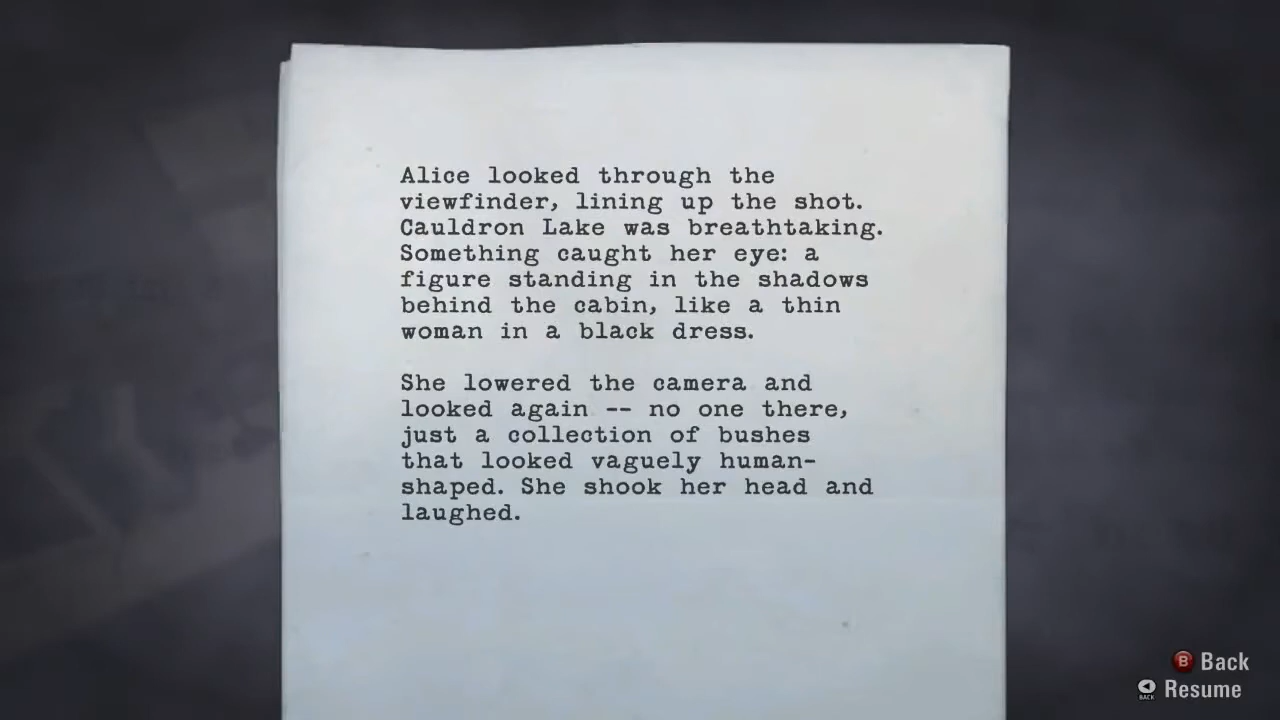 Alice looked through the
viewfinder, lining up the shot.
Cauldron Lake was breathtaking.
Something caught her eye: a
figure standing in the shadows
behind the cabin, like a thin
woman in a black dress.
She lowered the camera and
looked again -- no one there,
just a collection of bushes
that looked vaguely human-
shaped. She shook her head and
laughed.
B Back
BACK Resume